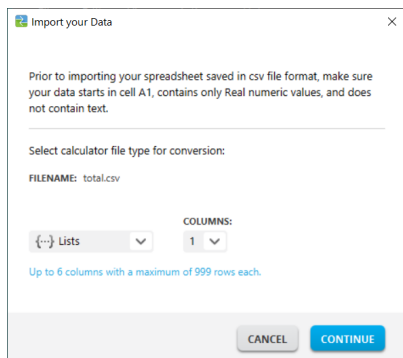 Import your Data
Prior to importing your spreadsheet saved in csv file format, make sure
your data starts in cell A1, contains only Real numeric values, and does
not contain text.
Select calculator file type for conversion:
FILENAME: total.csv
COLUMNS:
{···} Lists 1
Up to 6 columns with a maximum of 999 rows each.
CANCEL CONTINUE